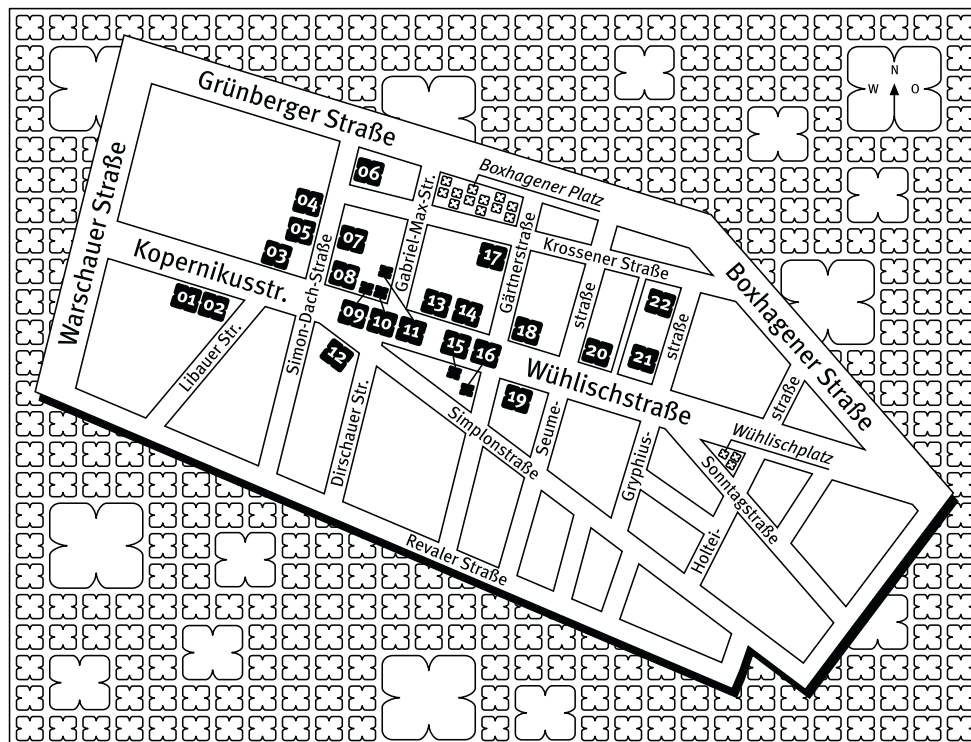 N
W O
Grünberger Straße
Warschauer Straße
Boxhagener Platz
06
Gabriel-Max-Str.
04
05
03
07
08
17
Gärtnerstraße
Krossener Straße
Kopernikusstr.
01
02
Simon-Dach-Straße
09
10
11
13
14
18
straße
22
straße
Boxhagener Straße
Libauer Str.
12
15
16
20
21
Wühlischstraße
straße
19
Dirschauer Str.
Simplonstraße
Seume-
Gryphius-
Wühlischplatz
Sonntagstraße
Holtei-
Revaler Straße